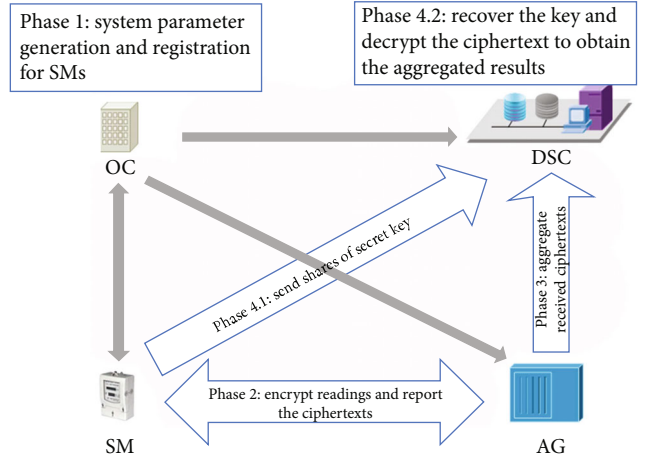 Phase 1: system parameter
generation and registration
for SMs
Phase 4.2: recover the key and
decrypt the ciphertext to obtain
the aggregated results
OC
DSC
Phase 4.1: send shares of secret key
Phase 3: aggregate
received ciphertexts
Phase 2: encrypt readings and report
the ciphertexts
SM
AG